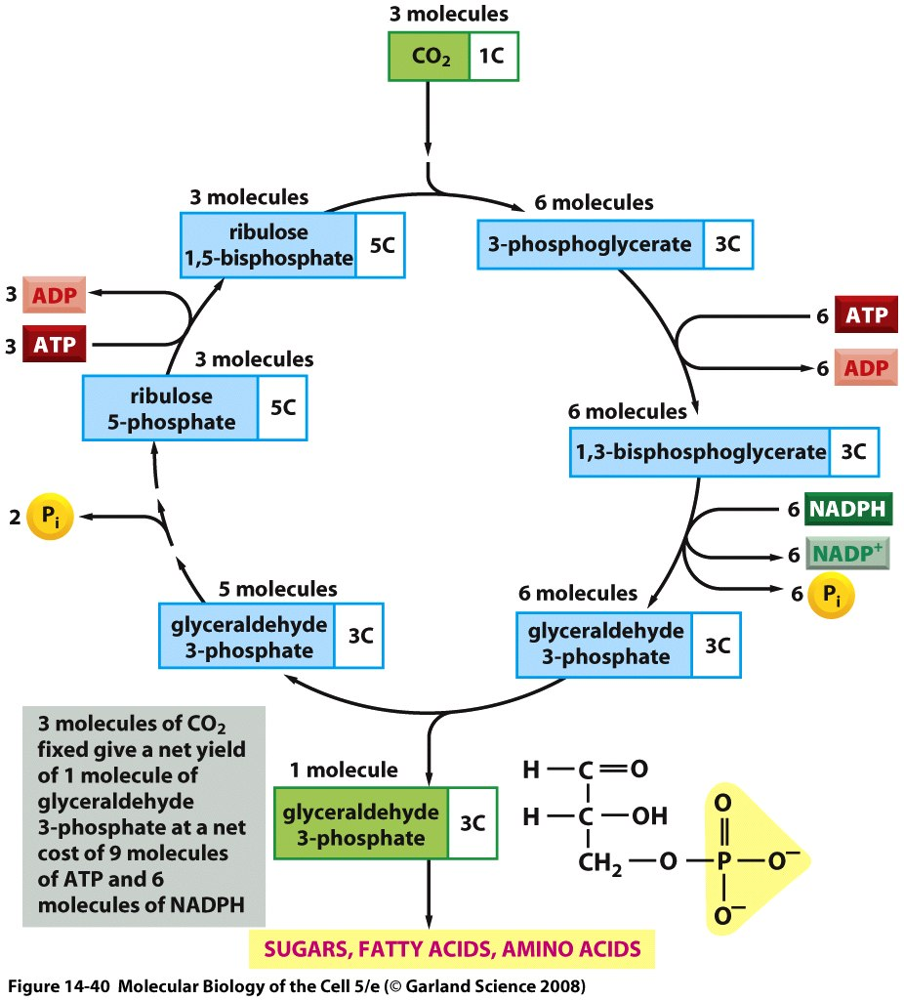 3 molecules
CO₂ 1C
3 molecules
ribulose
1,5-bisphosphate 5C
6 molecules
3-phosphoglycerate 3C
3 ADP
3 ATP
6 ATP
6 ADP
3 molecules
ribulose
5-phosphate 5C
6 molecules
1,3-bisphosphoglycerate 3C
2 Pi
6 NADPH
6 NADP⁺
6 Pi
5 molecules
glyceraldehyde
3-phosphate 3C
6 molecules
glyceraldehyde
3-phosphate 3C
3 molecules of CO₂
fixed give a net yield
of 1 molecule of
glyceraldehyde
3-phosphate at a net
cost of 9 molecules
of ATP and 6
molecules of NADPH
1 molecule
glyceraldehyde
3-phosphate 3C
H — C = O
H — C — OH
CH₂ — O — P — O⁻
O
O⁻
SUGARS, FATTY ACIDS, AMINO ACIDS
Figure 14-40 Molecular Biology of the Cell 5/e (© Garland Science 2008)